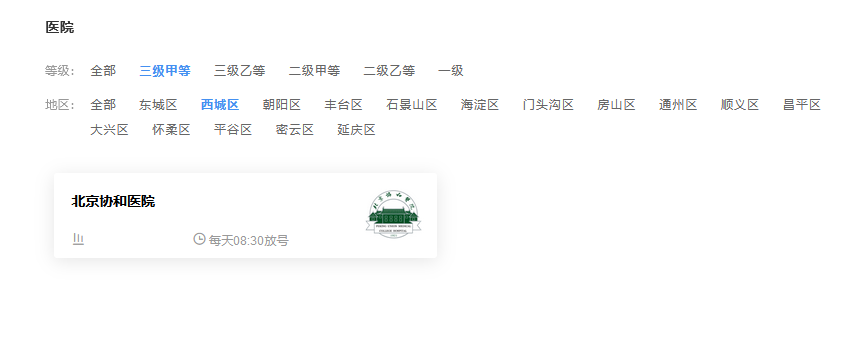 医院
等级: 全部 三级甲等 三级乙等 二级甲等 二级乙等 一级
地区: 全部 东城区 西城区 朝阳区 丰台区 石景山区 海淀区 门头沟区 房山区 通州区 顺义区 昌平区
大兴区 怀柔区 平谷区 密云区 延庆区
北京协和医院
每天08:30放号